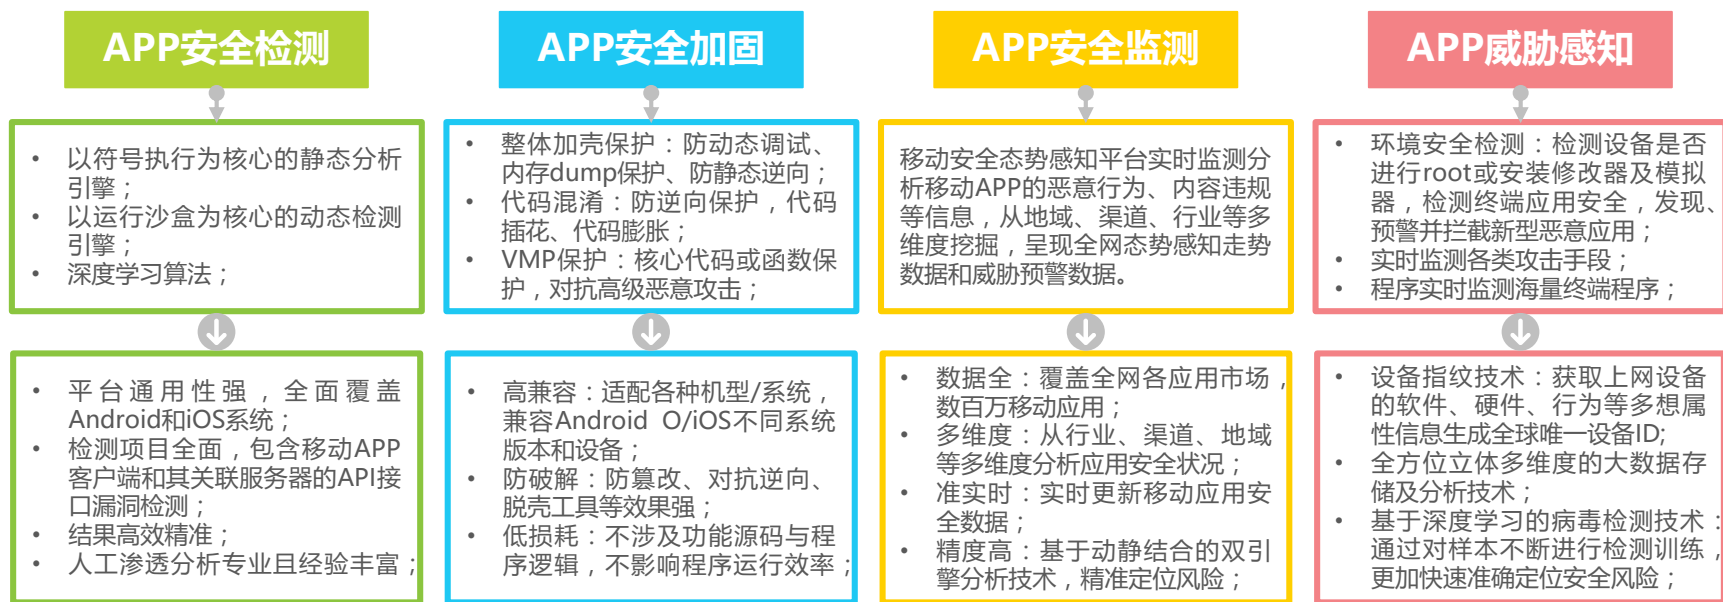 APP安全检测
以符号执行为核心的静态分析
引擎；
以运行沙盒为核心的动态检测
引擎；
深度学习算法；
平台通用性强，全面覆盖
Android和iOS系统；
检测项目全面，包含移动APP
客户端和其关联服务器的API接
口漏洞检测；
结果高效精准；
人工渗透分析专业且经验丰富；
APP安全加固
整体加壳保护：防动态调试、
内存dump保护、防静态逆向；
代码混淆：防逆向保护，代码
插花、代码膨胀；
VMP保护：核心代码或函数保
护，对抗高级恶意攻击；
高兼容：适配各种机型/系统，
兼容Android O/iOS不同系统
版本和设备；
防破解：防篡改、对抗逆向、
脱壳工具等效果强；
低损耗：不涉及功能源码与程
序逻辑，不影响程序运行效率；
APP安全监测
移动安全态势感知平台实时监测分
析移动APP的恶意行为、内容违规
等信息，从地域、渠道、行业等多
维度挖掘，呈现全网态势感知走势
数据和威胁预警数据。
数据全：覆盖全网各应用市场，
数百万移动应用；
多维度：从行业、渠道、地域
等多维度分析应用安全状况；
准实时：实时更新移动应用安
全数据；
精度高：基于动静结合的双引
擎分析技术，精准定位风险；
APP威胁感知
环境安全检测：检测设备是否
进行root或安装修改器及模拟
器，检测终端应用安全，发现、
预警并拦截新型恶意应用；
实时监测各类攻击手段；
程序实时监测海量终端程序；
设备指纹技术：获取上网设备
的软件、硬件、行为等多想属
性信息生成全球唯一设备ID;
全方位立体多维度的大数据存
储及分析技术；
基于深度学习的病毒检测技术：
通过对样本不断进行检测训练，
更加快速准确定位安全风险；